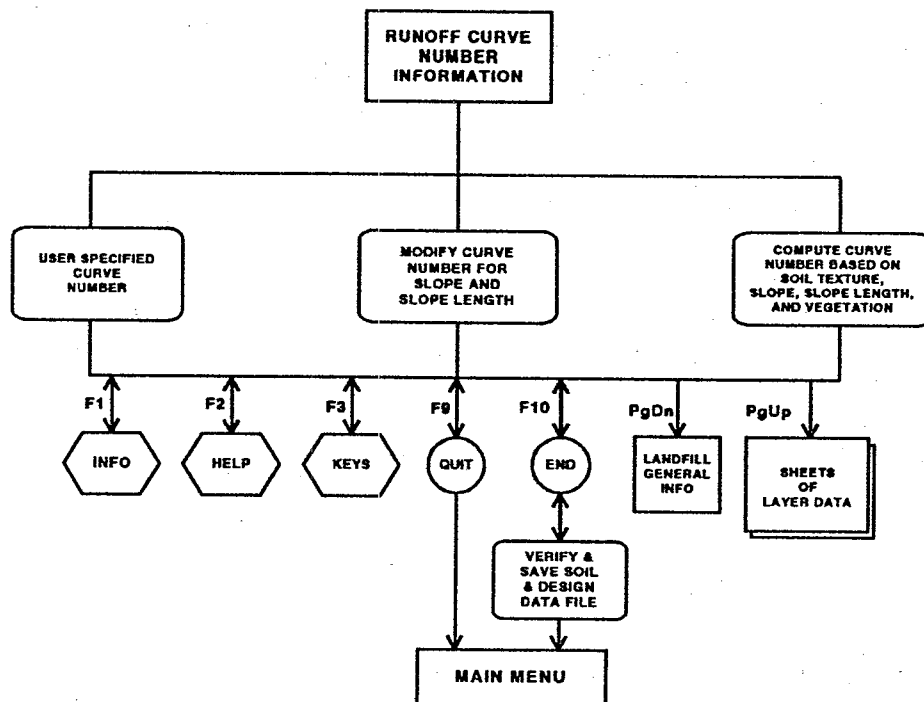 RUNOFF CURVE
NUMBER
INFORMATION
USER SPECIFIED
CURVE
NUMBER
MODIFY CURVE
NUMBER FOR
SLOPE AND
SLOPE LENGTH
COMPUTE CURVE
NUMBER BASED ON
SOIL TEXTURE,
SLOPE, SLOPE LENGTH,
AND VEGETATION
F1
F2
F3
F9
F10
PgDn
PgUp
INFO
HELP
KEYS
QUIT
END
LANDFILL
GENERAL
INFO
SHEETS
OF
LAYER DATA
VERIFY &
SAVE SOIL
& DESIGN
DATA FILE
MAIN MENU